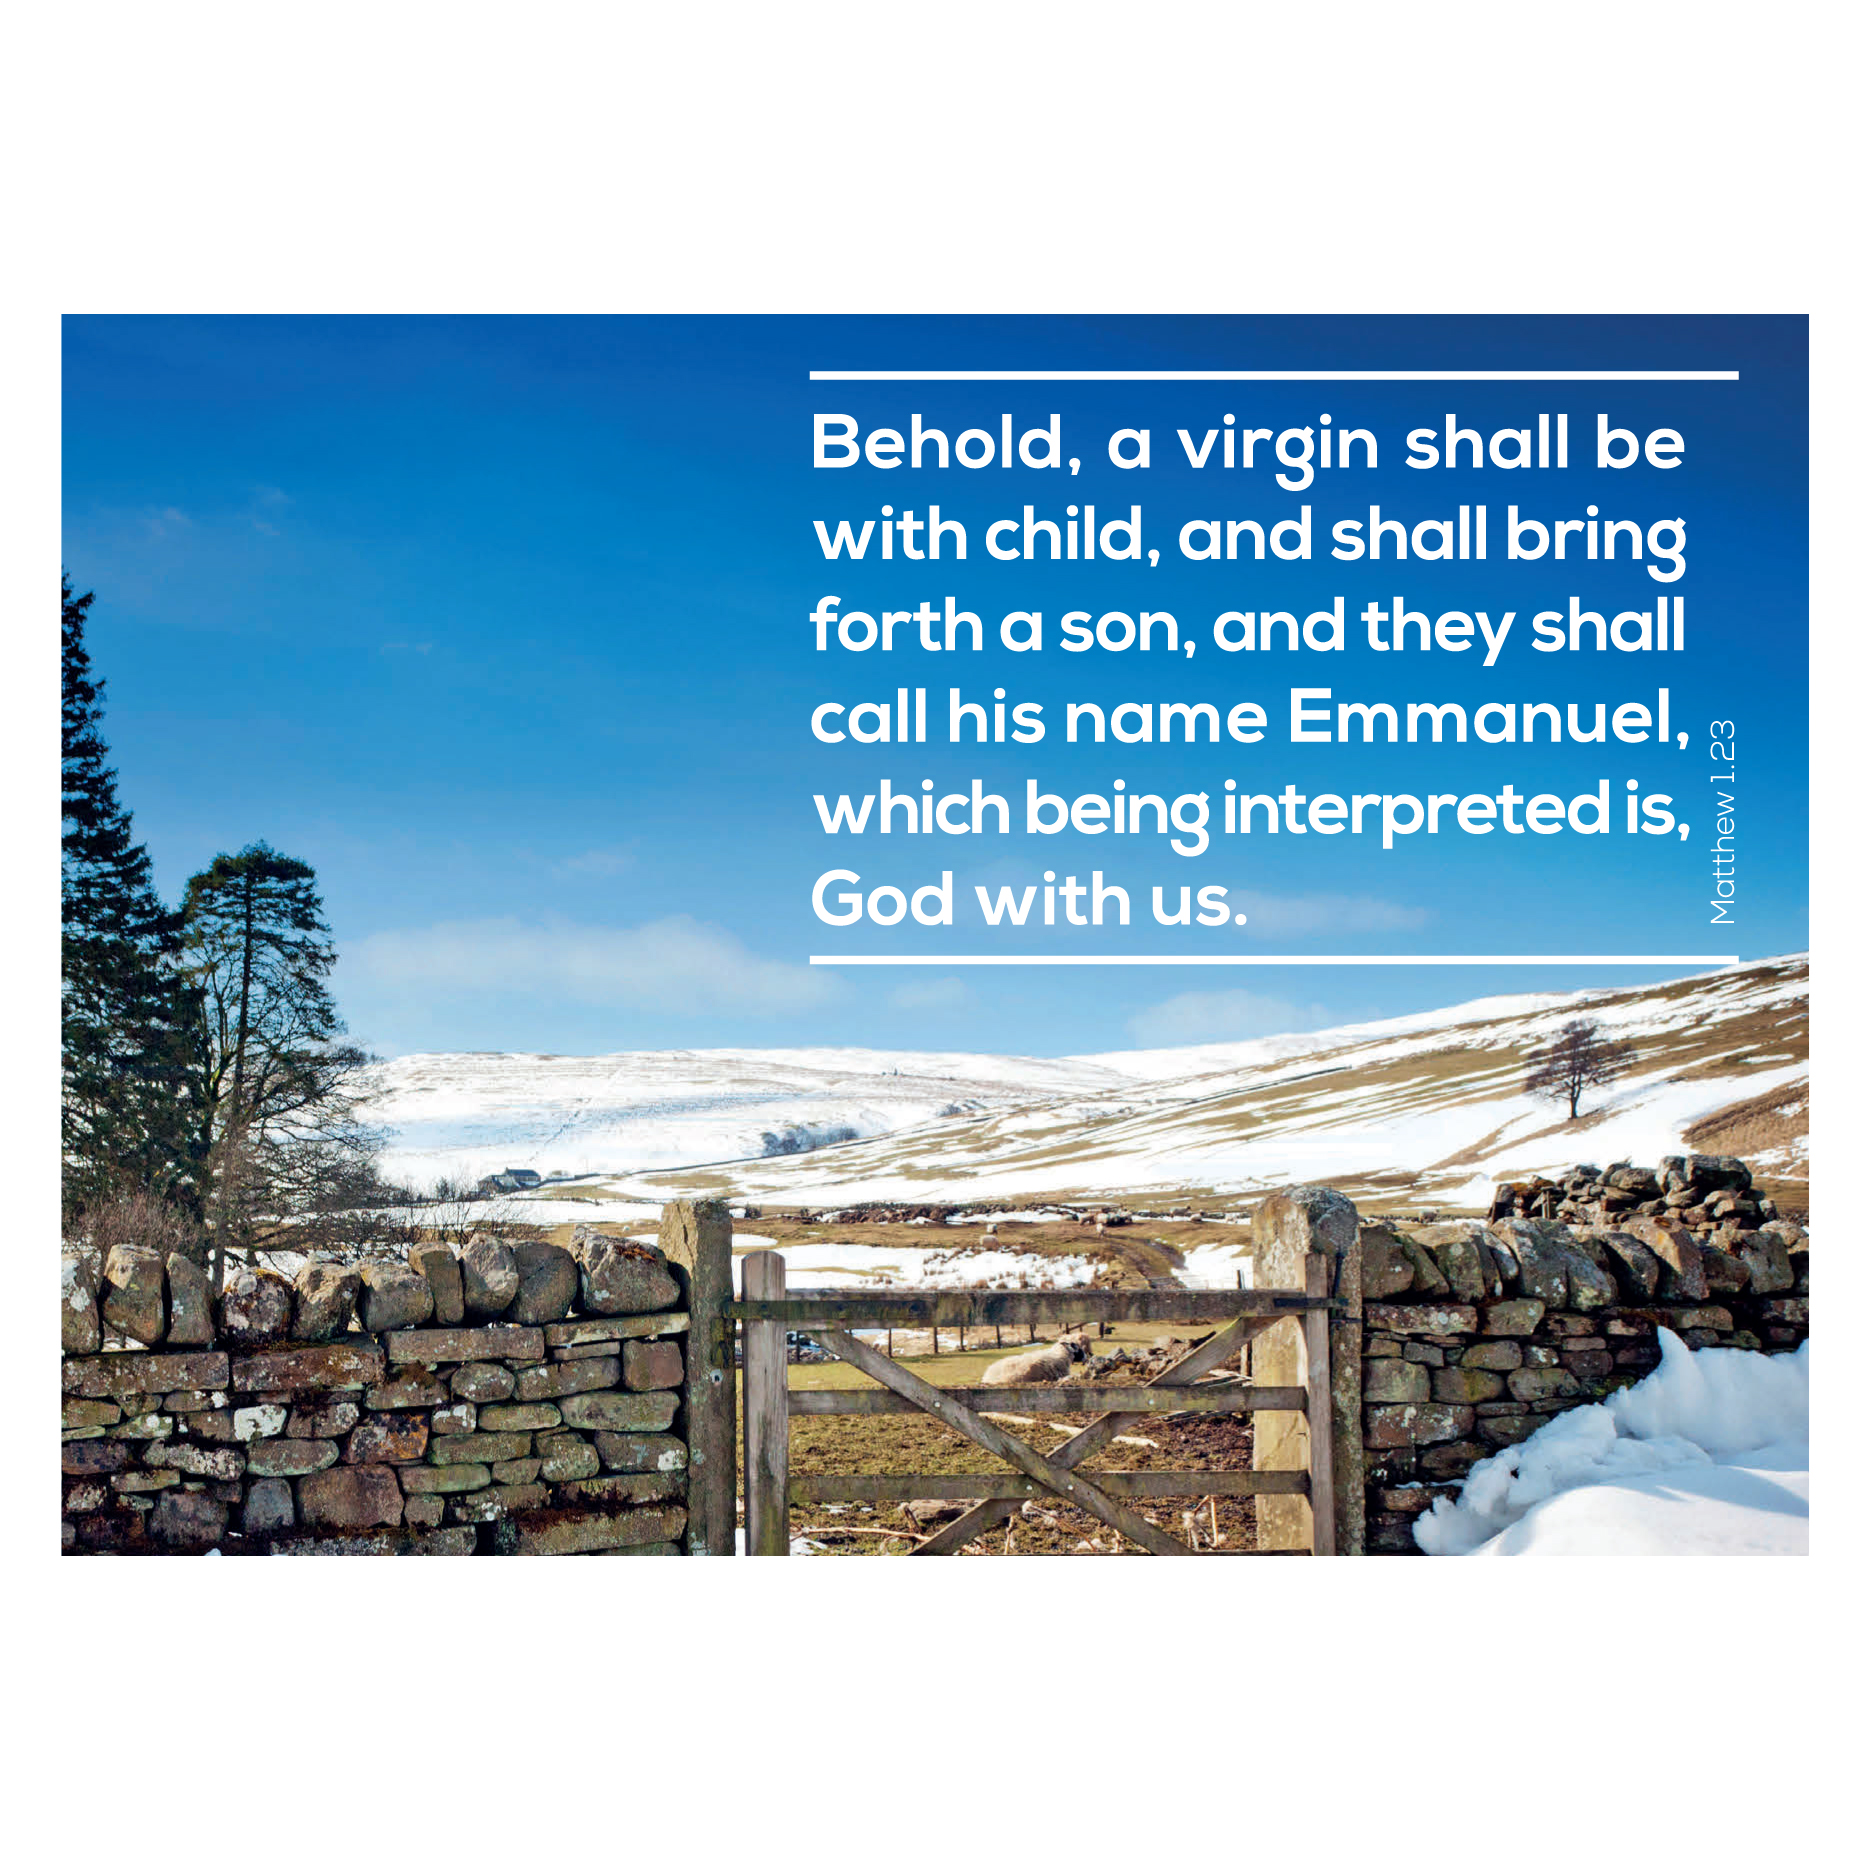 Behold, a virgin shall be
with child, and shall bring
forth a son, and they shall
call his name Emmanuel,
which being interpreted is,
God with us.
Matthew 1.23